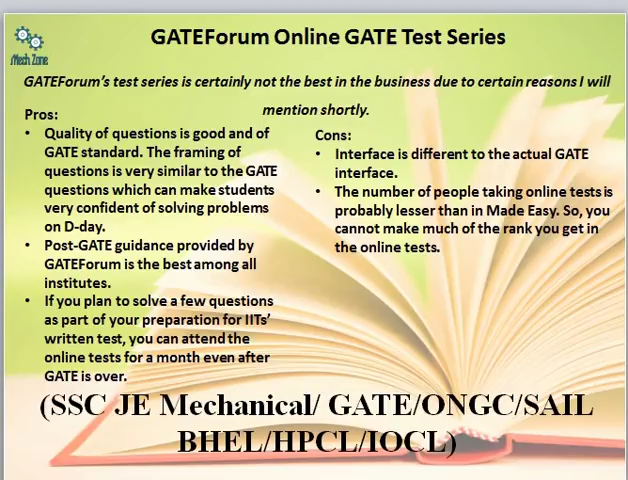 Mech Zone
GATEForum Online GATE Test Series
GATEForum's test series is certainly not the best in the business due to certain reasons I will
mention shortly.
Pros:
• Quality of questions is good and of
GATE standard. The framing of
questions is very similar to the GATE
questions which can make students
very confident of solving problems
on D-day.
• Post-GATE guidance provided by
GATEForum is the best among all
institutes.
• If you plan to solve a few questions
as part of your preparation for IITs'
written test, you can attend the
online tests for a month even after
GATE is over.
Cons:
• Interface is different to the actual GATE
interface.
• The number of people taking online tests is
probably lesser than in Made Easy. So, you
cannot make much of the rank you get in
the online tests.
(SSC JE Mechanical/ GATE/ONGC/SAIL
BHEL/HPCL/IOCL)